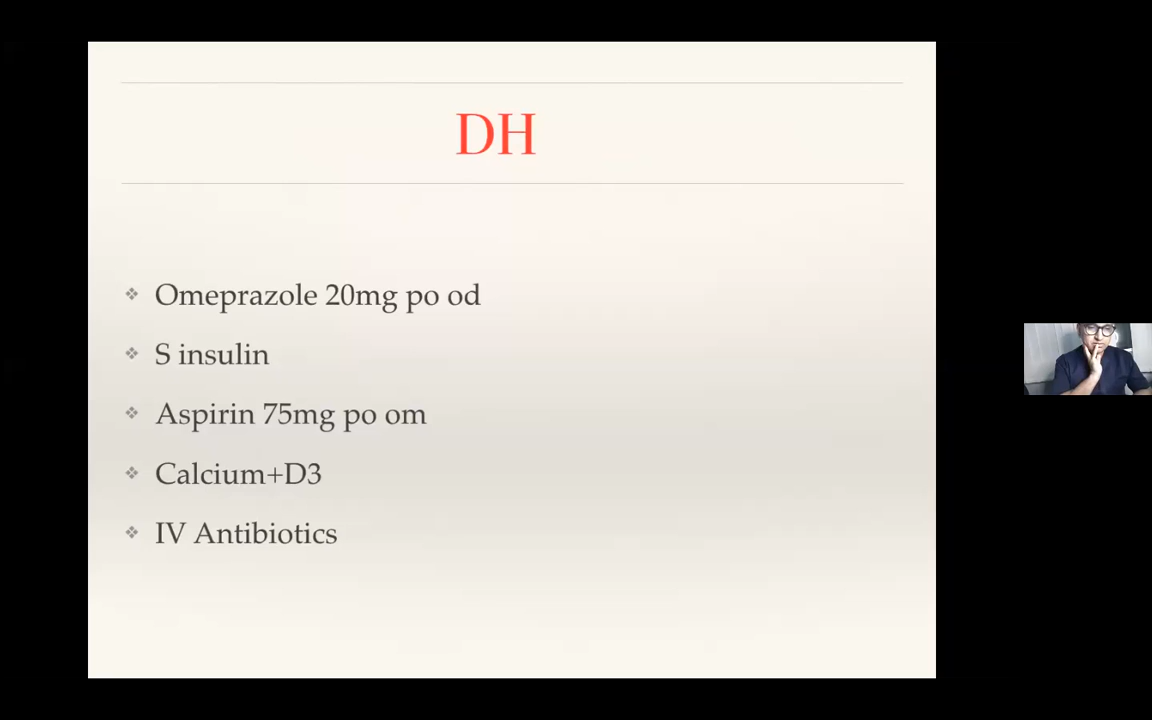 DH
Omeprazole 20mg po od
S insulin
Aspirin 75mg po om
Calcium+D3
IV Antibiotics